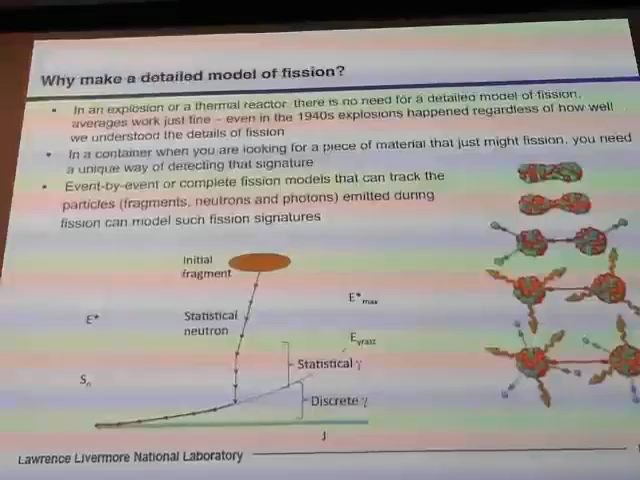 Why make a detailed model of fission?
• In an explosion or a thermal reactor, there is no need for a detailed model of fission,
averages work just fine – even in the 1940s explosions happened regardless of how well
we understood the details of fission
• In a container when you are looking for a piece of material that just might fission, you need
a unique way of detecting that signature
• Event-by-event or complete fission models that can track the
particles (fragments, neutrons and photons) emitted during
fission can model such fission signatures
Initial
fragment
E*max
E*
Statistical
neutron
Eyrast
Statistical γ
Sn
Discrete γ
J
Lawrence Livermore National Laboratory